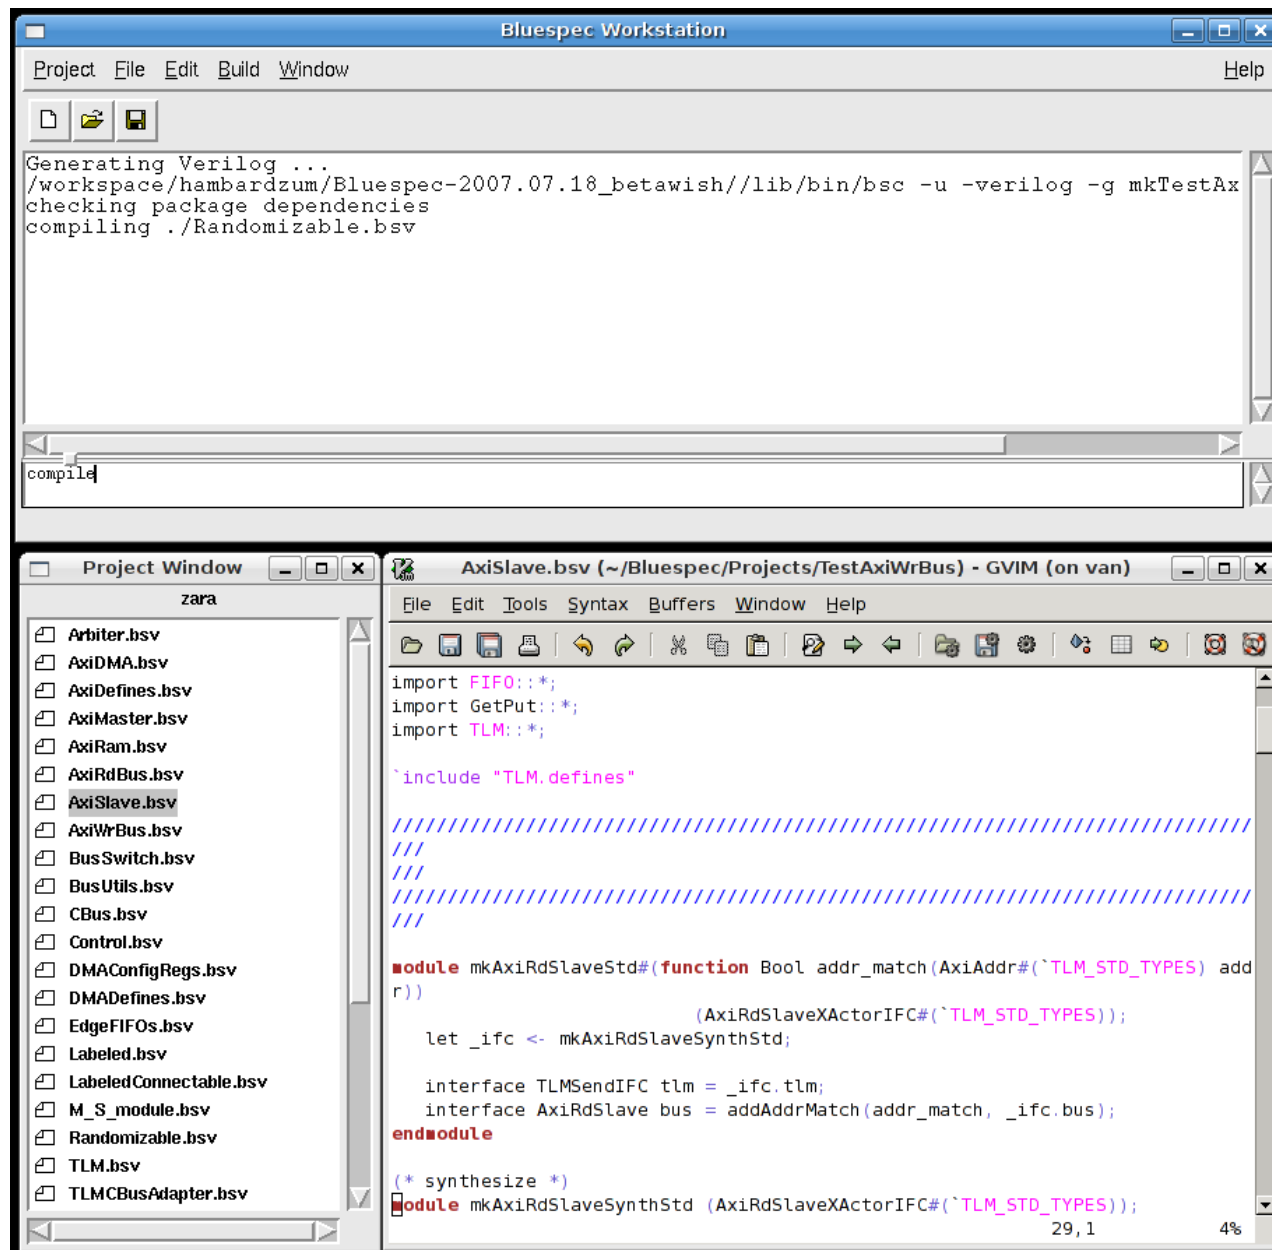 Bluespec Workstation
Project File Edit Build Window Help
Generating Verilog ...
/workspace/hambardzum/Bluespec-2007.07.18_betawish//lib/bin/bsc -u -verilog -g mkTestAx
checking package dependencies
compiling ./Randomizable.bsv
compile
Project Window
zara
Arbiter.bsv
AxiDMA.bsv
AxiDefines.bsv
AxiMaster.bsv
AxiRam.bsv
AxiRdBus.bsv
AxiSlave.bsv
AxiWrBus.bsv
BusSwitch.bsv
BusUtils.bsv
CBus.bsv
Control.bsv
DMAConfigRegs.bsv
DMADefines.bsv
EdgeFIFOs.bsv
Labeled.bsv
LabeledConnectable.bsv
M_S_module.bsv
Randomizable.bsv
TLM.bsv
TLMCBusAdapter.bsv
AxiSlave.bsv (~/Bluespec/Projects/TestAxiWrBus) - GVIM (on van)
File Edit Tools Syntax Buffers Window Help
import FIFO::*;
import GetPut::*;
import TLM::*;
`include "TLM.defines"
/////////////////////////////////////////////////////////////////////////////
///
///
/////////////////////////////////////////////////////////////////////////////
///
module mkAxiRdSlaveStd#(function Bool addr_match(AxiAddr#(`TLM_STD_TYPES) add
r))
(AxiRdSlaveXActorIFC#(`TLM_STD_TYPES));
let _ifc <- mkAxiRdSlaveSynthStd;
interface TLMSendIFC tlm = _ifc.tlm;
interface AxiRdSlave bus = addAddrMatch(addr_match, _ifc.bus);
endmodule
(* synthesize *)
module mkAxiRdSlaveSynthStd (AxiRdSlaveXActorIFC#(`TLM_STD_TYPES));
29,1 4%